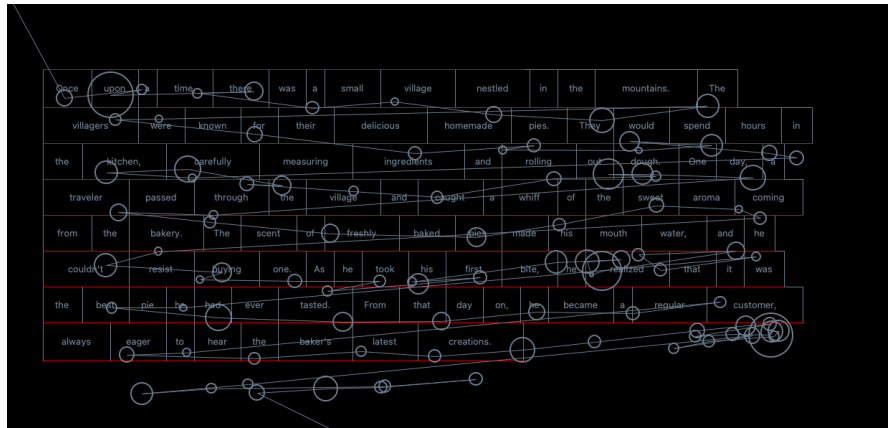 Once upon a time there was a small village nestled in the mountains. The
villagers were known for their delicious homemade pies. They would spend hours in
the kitchen, carefully measuring ingredients and rolling out dough. One day, a
traveler passed through the village and caught a whiff of the sweet aroma coming
from the bakery. The scent of freshly baked pies made his mouth water, and he
couldn't resist buying one. As he took his first bite, he realized that it was
the best pie he had ever tasted. From that day on, he became a regular customer,
always eager to hear the baker's latest creations.